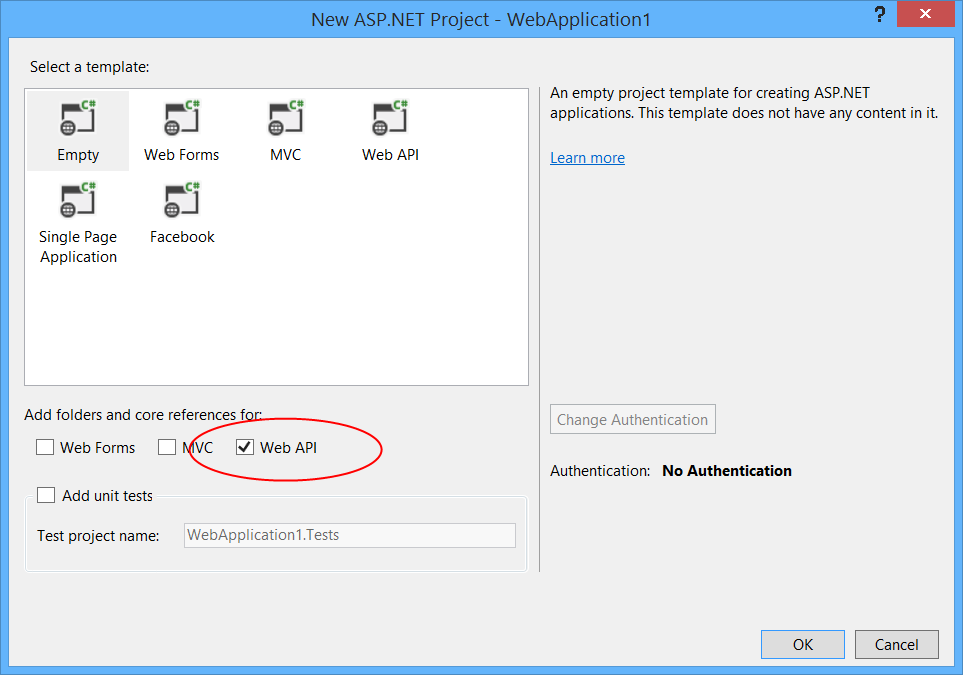 New ASP.NET Project - WebApplication1
?
Select a template:
C# C# C# C#
Empty Web Forms MVC Web API
C# C#
Single Page Facebook
Application
An empty project template for creating ASP.NET
applications. This template does not have any content in it.
Learn more
Add folders and core references for:
Web Forms MVC Web API
Add unit tests
Test project name: WebApplication1.Tests
Change Authentication
Authentication: No Authentication
OK Cancel